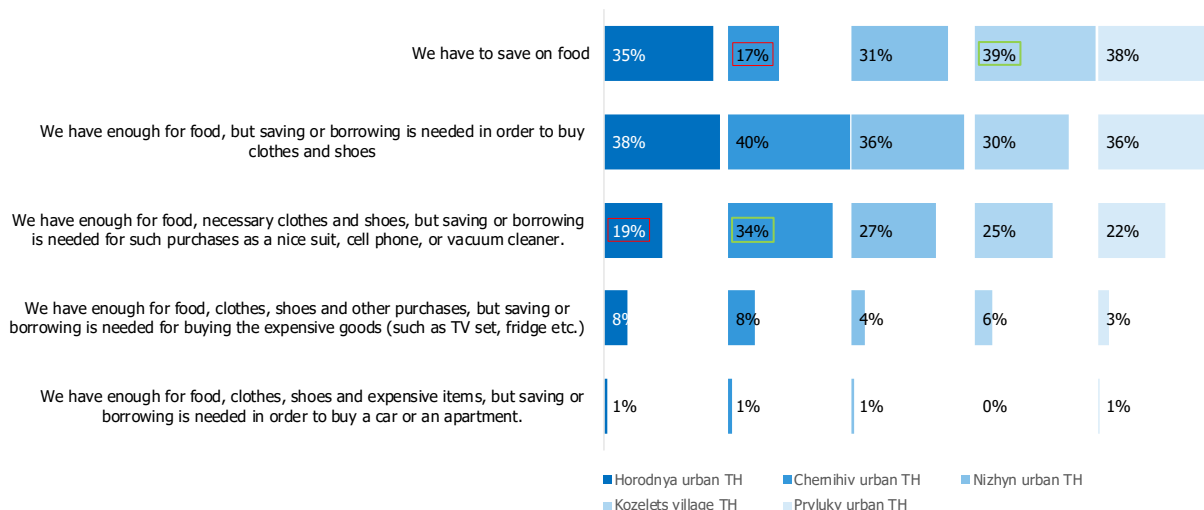 We have to save on food
35% 17% 31% 39% 38%
We have enough for food, but saving or borrowing is needed in order to buy
clothes and shoes
38% 40% 36% 30% 36%
We have enough for food, necessary clothes and shoes, but saving or borrowing
is needed for such purchases as a nice suit, cell phone, or vacuum cleaner.
19% 34% 27% 25% 22%
We have enough for food, clothes, shoes and other purchases, but saving or
borrowing is needed for buying the expensive goods (such as TV set, fridge etc.)
8% 8% 4% 6% 3%
We have enough for food, clothes, shoes and expensive items, but saving or
borrowing is needed in order to buy a car or an apartment.
1% 1% 1% 0% 1%
Horodnya urban TH Chernihiv urban TH Nizhyn urban TH
Kozelets village TH Pryluky urban TH